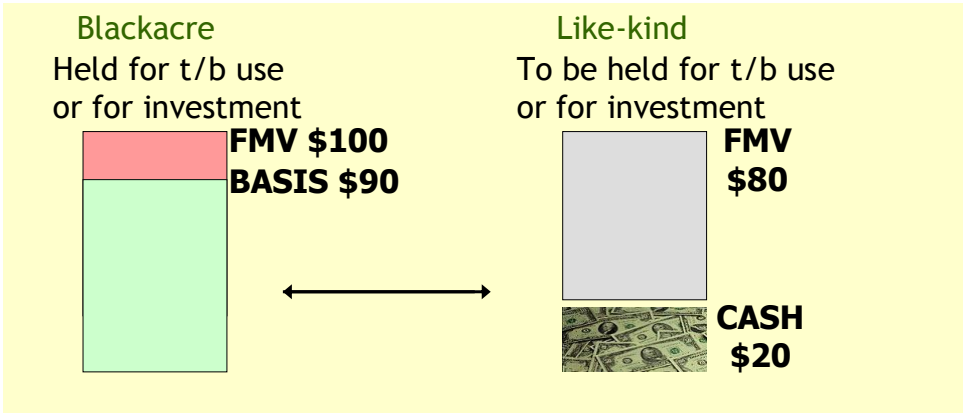 Blackacre
Held for t/b use
or for investment
FMV $100
BASIS $90
Like-kind
To be held for t/b use
or for investment
FMV
$80
CASH
$20